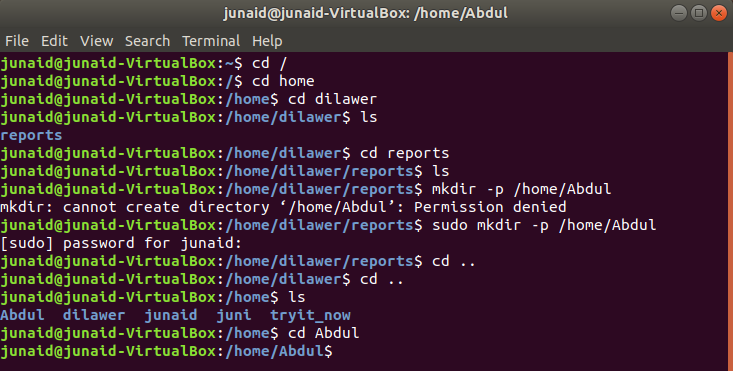 junaid@junaid-VirtualBox: /home/Abdul
File Edit View Search Terminal Help
junaid@junaid-VirtualBox:~$ cd /
junaid@junaid-VirtualBox:/$ cd home
junaid@junaid-VirtualBox:/home$ cd dilawer
junaid@junaid-VirtualBox:/home/dilawer$ ls
reports
junaid@junaid-VirtualBox:/home/dilawer$ cd reports
junaid@junaid-VirtualBox:/home/dilawer/reports$ ls
junaid@junaid-VirtualBox:/home/dilawer/reports$ mkdir -p /home/Abdul
mkdir: cannot create directory ‘/home/Abdul’: Permission denied
junaid@junaid-VirtualBox:/home/dilawer/reports$ sudo mkdir -p /home/Abdul
[sudo] password for junaid:
junaid@junaid-VirtualBox:/home/dilawer/reports$ cd ..
junaid@junaid-VirtualBox:/home/dilawer$ cd ..
junaid@junaid-VirtualBox:/home$ ls
Abdul  dilawer  junaid  juni  tryit_now
junaid@junaid-VirtualBox:/home$ cd Abdul
junaid@junaid-VirtualBox:/home/Abdul$